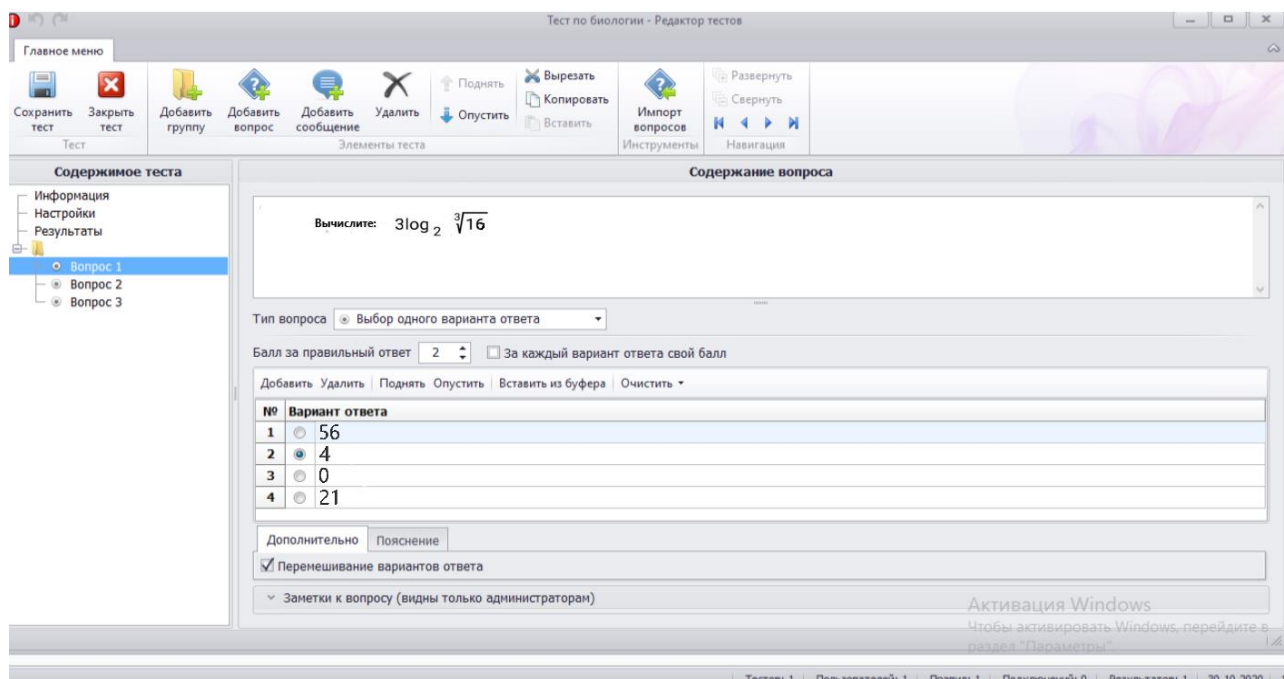 Тест по биологии - Редактор тестов
Главное меню
Сохранить тест
Закрыть тест
Добавить группу
Добавить вопрос
Добавить сообщение
Удалить
Поднять
Опустить
Вырезать
Копировать
Вставить
Импорт вопросов
Развернуть
Свернуть
Тест
Элементы теста
Инструменты
Навигация
Содержимое теста
Информация
Настройки
Результаты
Вопрос 1
Вопрос 2
Вопрос 3
Содержание вопроса
Вычислите: 3log₂ ∛16
Тип вопроса Выбор одного варианта ответа
Балл за правильный ответ 2 За каждый вариант ответа свой балл
Добавить Удалить Поднять Опустить Вставить из буфера Очистить
№ Вариант ответа
1 56
2 4
3 0
4 21
Дополнительно Пояснение
Перемешивание вариантов ответа
Заметки к вопросу (видны только администраторам)
Активация Windows
Чтобы активировать Windows, перейдите в
раздел "Параметры".